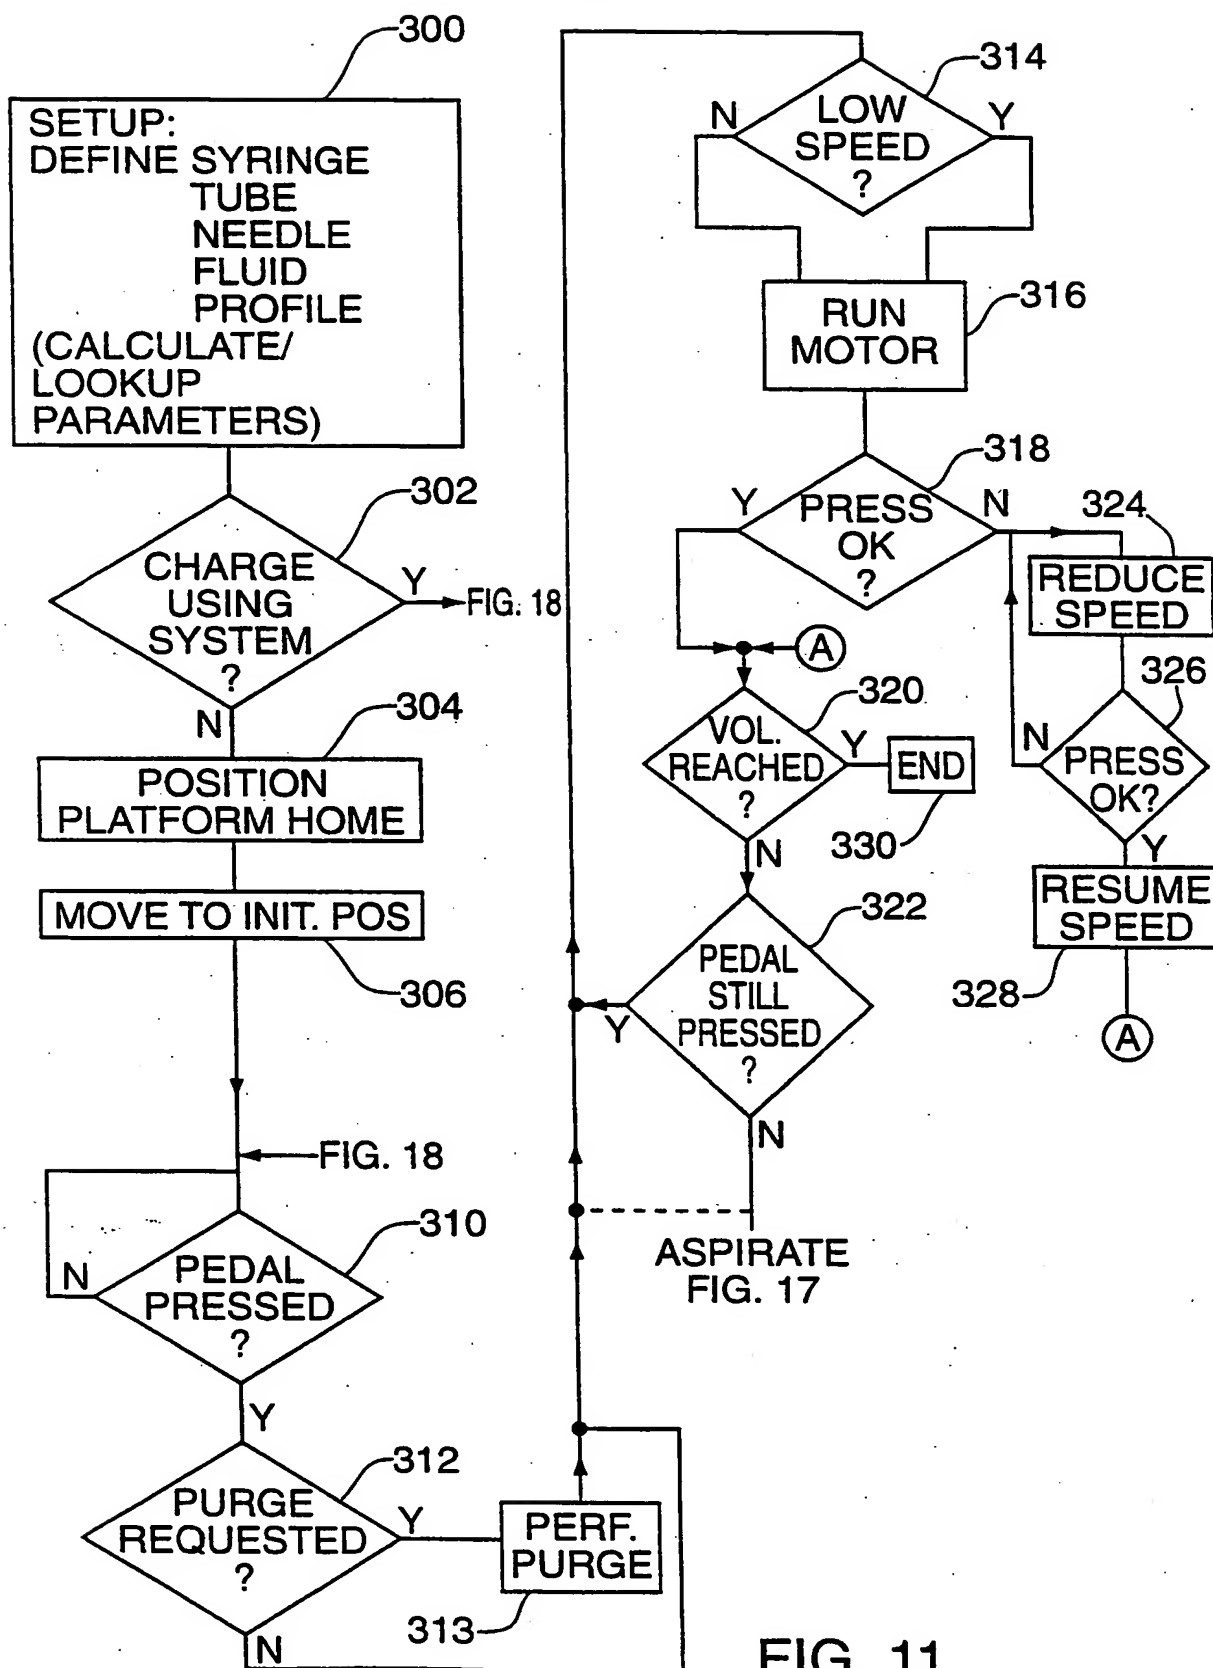 300
SETUP:
DEFINE SYRINGE
TUBE
NEEDLE
FLUID
PROFILE
(CALCULATE/
LOOKUP
PARAMETERS)
302
CHARGE
USING
SYSTEM
?
Y
FIG. 18
N
304
POSITION
PLATFORM HOME
MOVE TO INIT. POS
306
FIG. 18
310
PEDAL
PRESSED
?
N
Y
312
PURGE
REQUESTED
?
Y
N
PERF.
PURGE
313
314
LOW
SPEED
?
N
Y
316
RUN
MOTOR
318
PRESS
OK
?
Y
N
324
REDUCE
SPEED
326
PRESS
OK?
N
Y
RESUME
SPEED
328
A
A
320
VOL.
REACHED
?
Y
END
330
N
322
PEDAL
STILL
PRESSED
?
Y
N
ASPIRATE
FIG. 17
FIG. 11